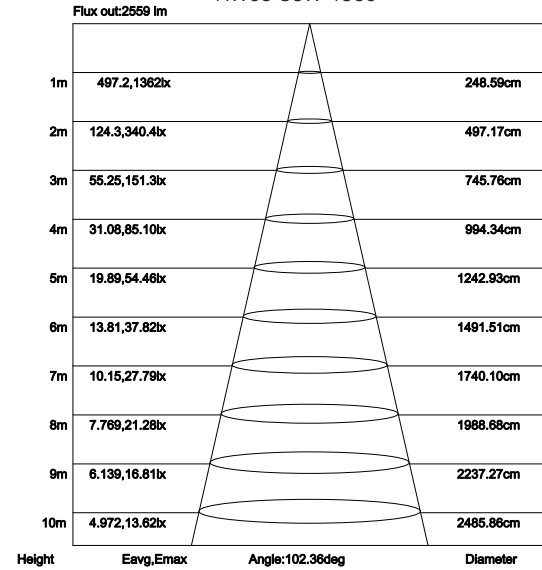 Flux out:2559 lm
1m 497.2,1362lx 248.59cm
2m 124.3,340.4lx 497.17cm
3m 55.25,151.3lx 745.76cm
4m 31.08,85.10lx 994.34cm
5m 19.89,54.46lx 1242.93cm
6m 13.81,37.82lx 1491.51cm
7m 10.15,27.79lx 1740.10cm
8m 7.769,21.28lx 1988.68cm
9m 6.139,16.81lx 2237.27cm
10m 4.972,13.62lx 2485.86cm
Height Eavg,Emax Angle:102.36deg Diameter